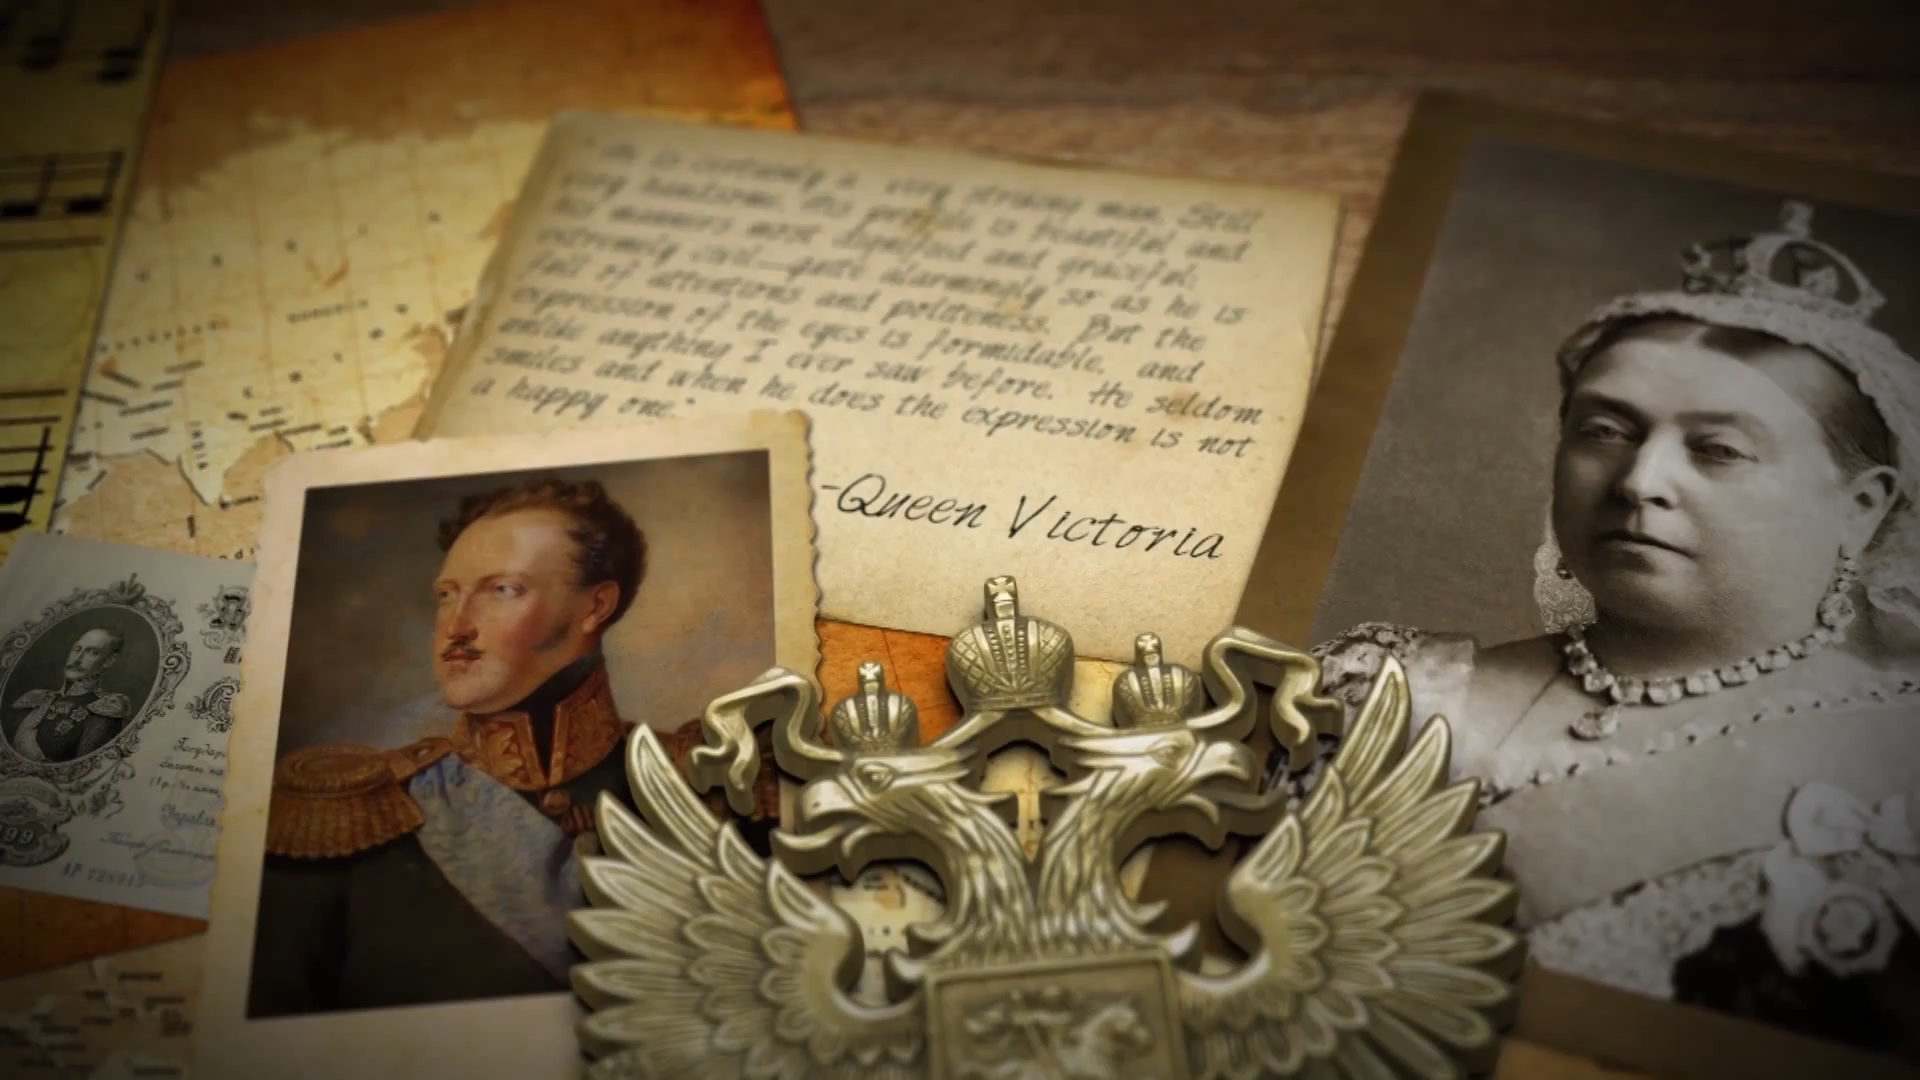 "He is certainly a very striking man. Still
very handsome. His profile is beautiful and
his manners most dignified and graceful;
extremely civil—quite alarmingly so as he is
full of attentions and politeness. But the
expression of the eyes is formidable, and
unlike anything I ever saw before. He seldom
smiles and when he does the expression is not
a happy one."
-Queen Victoria
INDIA
АР 726015